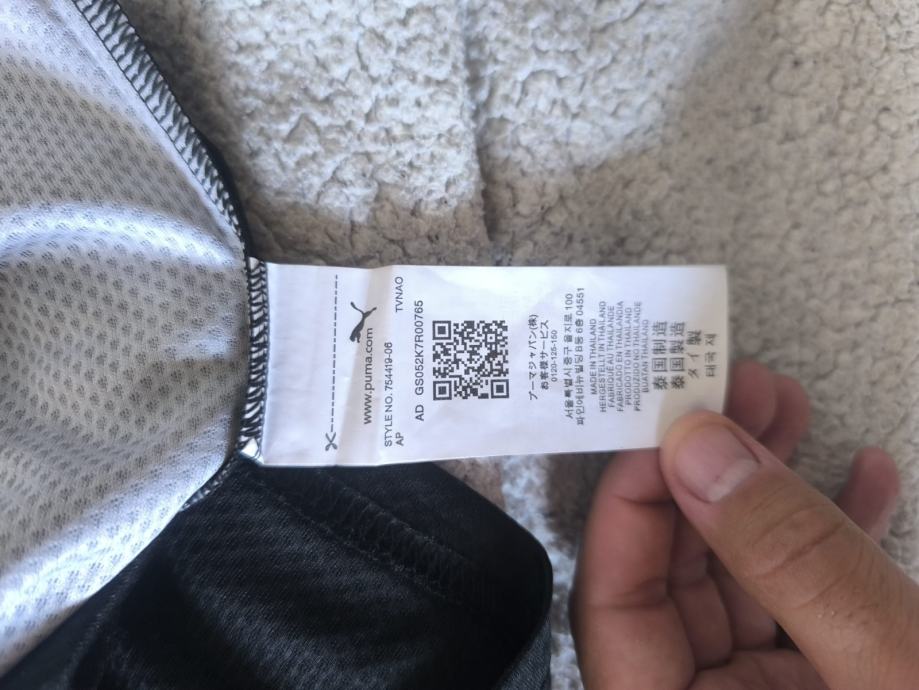 www.puma.com
STYLE NO. 754419-06 TVNAO
AP
AD GS052K7R00765
プーマジャパン(株)
お客様サービス
0120-125-150
서울특별시 중구 을지로 100
파인에비뉴 빌딩 B동 6층 04551
MADE IN THAILAND
HERGESTELLT IN THAILAND
FABRIQUÉ AU THAÏLANDE
FABRICADO EN TAILANDIA
PRODOTTO IN THAILAND
PRODUZIDO NO THAILANDE
BUATAN THAILAND
泰国制造
泰國製造
タイ製
태국제